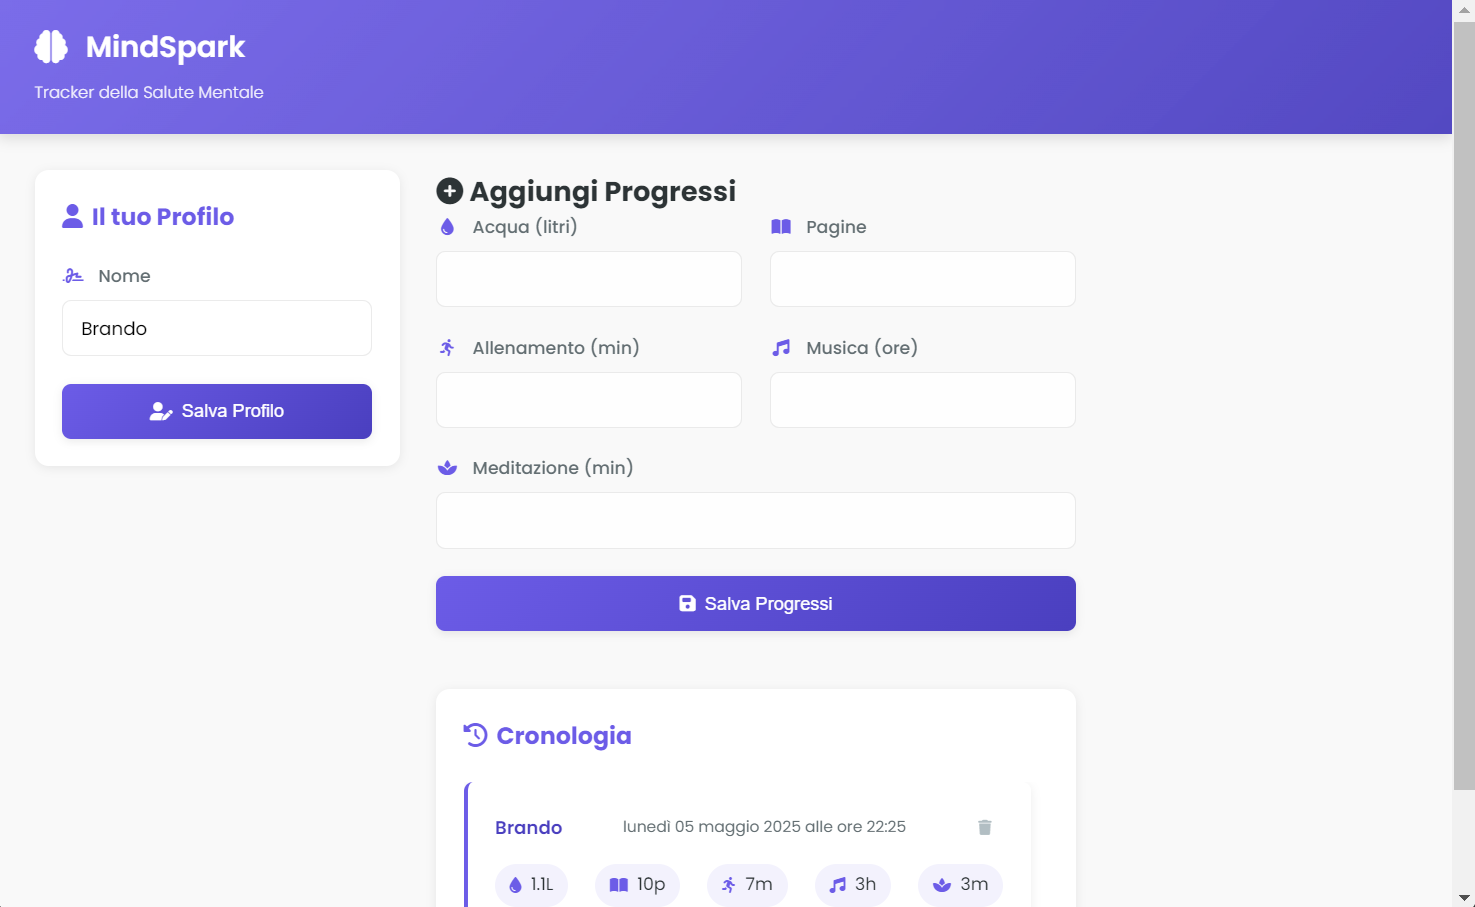 MindSpark
Tracker della Salute Mentale
Il tuo Profilo
Nome
Brando
Salva Profilo
Aggiungi Progressi
Acqua (litri)
Pagine
Allenamento (min)
Musica (ore)
Meditazione (min)
Salva Progressi
Cronologia
Brando lunedì 05 maggio 2025 alle ore 22:25
1.1L 10p 7m 3h 3m